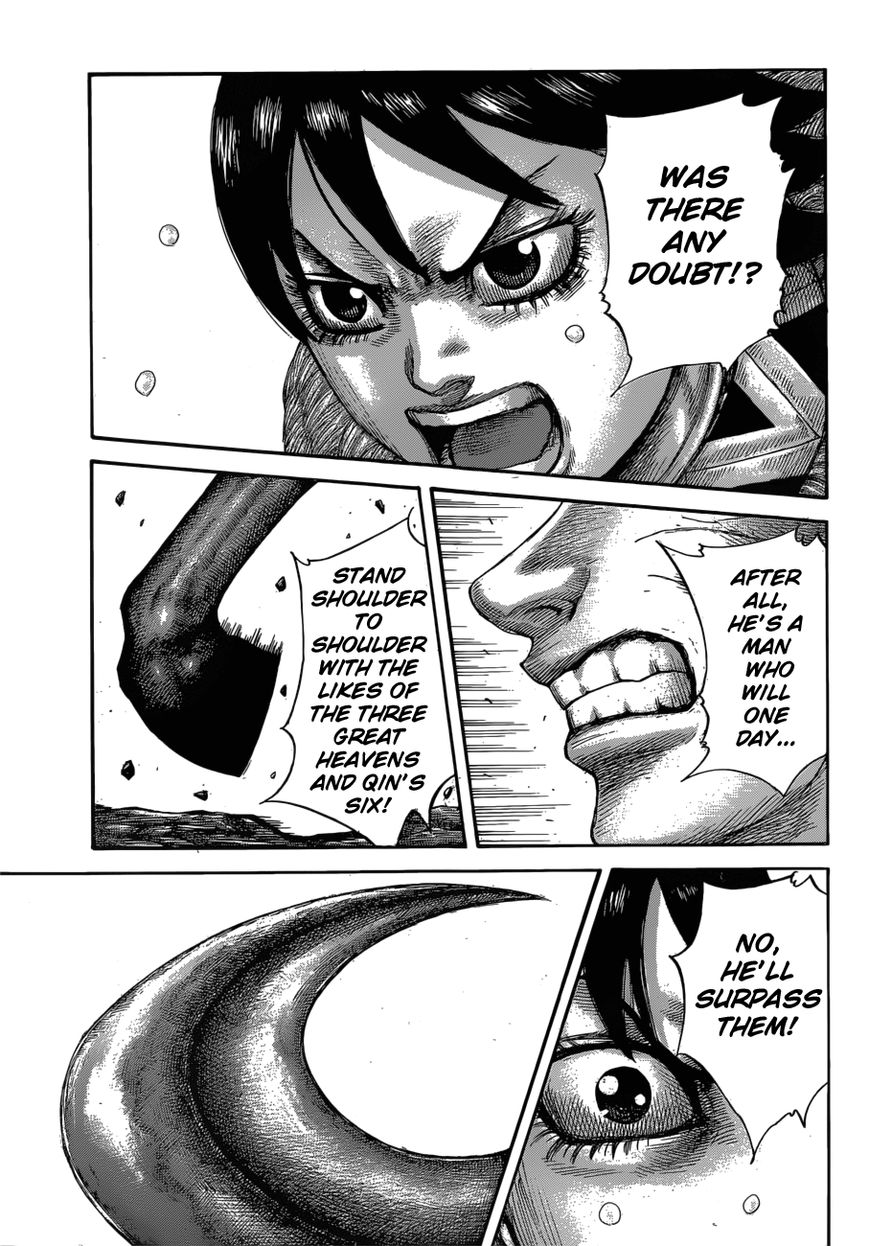 WAS
THERE
ANY
DOUBT!?
AFTER
ALL,
HE'S A
MAN
WHO
WILL
ONE
DAY...
STAND
SHOULDER
TO
SHOULDER
WITH THE
LIKES OF
THE THREE
GREAT
HEAVENS
AND QIN'S
SIX!
NO,
HE'LL
SURPASS
THEM!